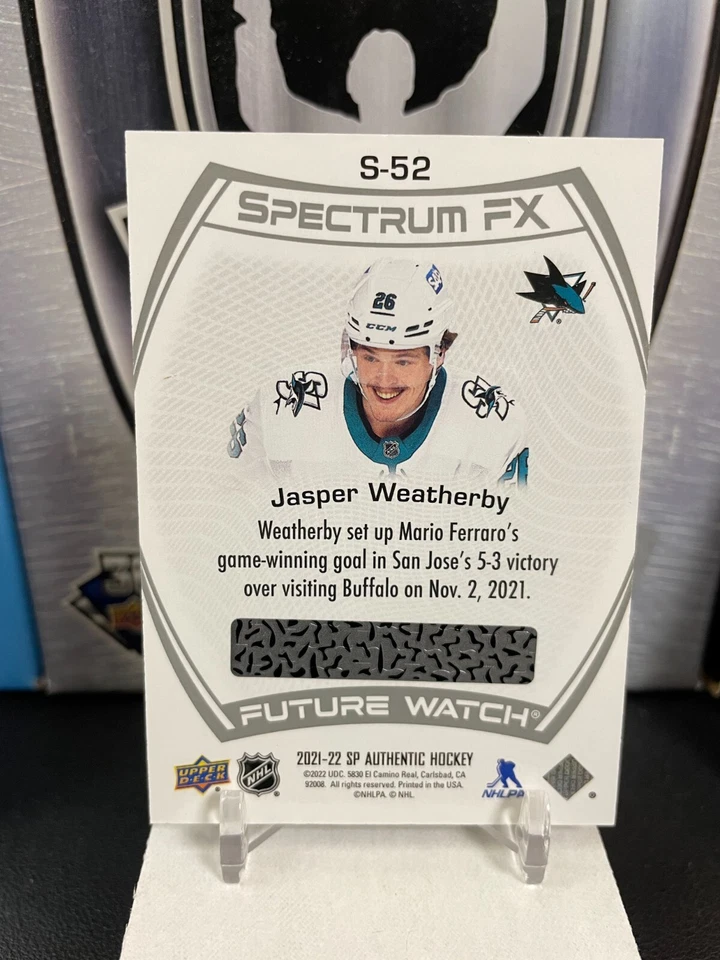 S-52
SPECTRUM FX
26
CCM
Jasper Weatherby
Weatherby set up Mario Ferraro's
game-winning goal in San Jose's 5-3 victory
over visiting Buffalo on Nov. 2, 2021.
FUTURE WATCH®
UPPER DECK
NHL
2021-22 SP AUTHENTIC HOCKEY
©2022 UDC. 5830 El Camino Real, Carlsbad, CA
92008. All rights reserved. Printed in the USA.
©NHLPA. © NHL.
NHLPA